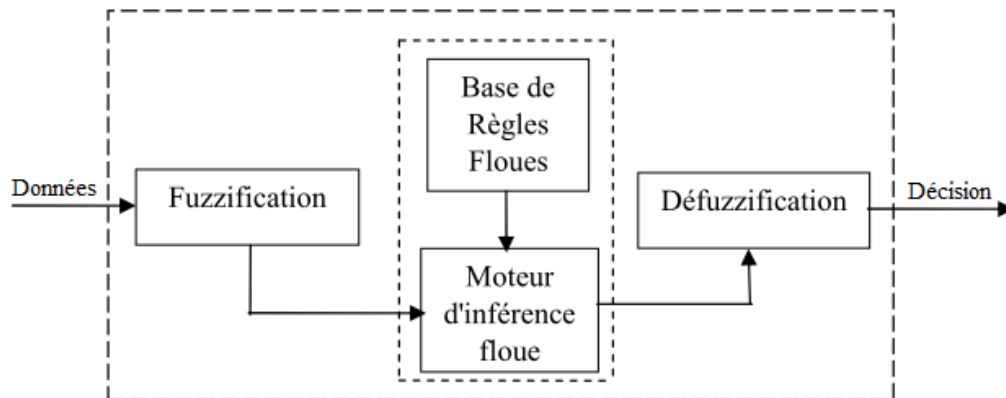 Données
Fuzzification
Base de
Règles
Floues
Moteur
d'inférence
floue
Défuzzification
Décision